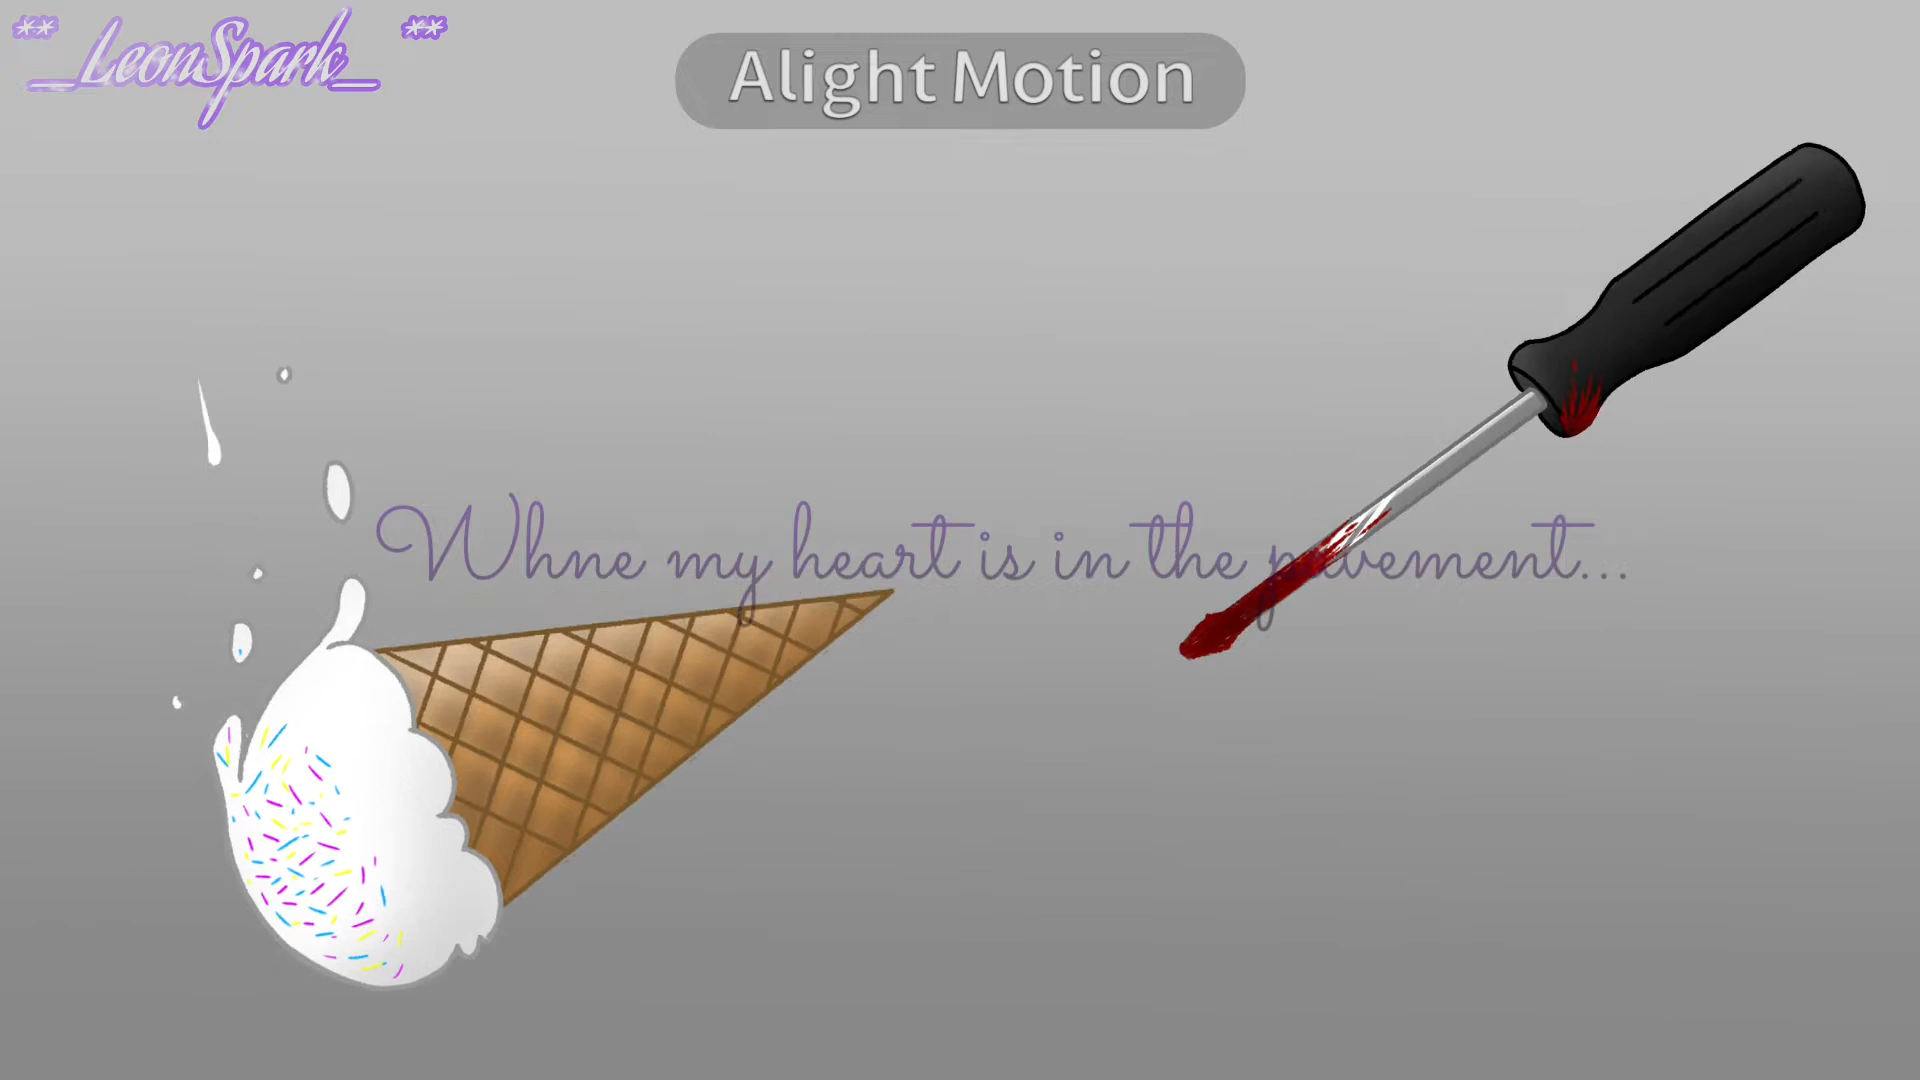 ** _LeonSpark_ **
Alight Motion
Whne my heart is in the pavement...